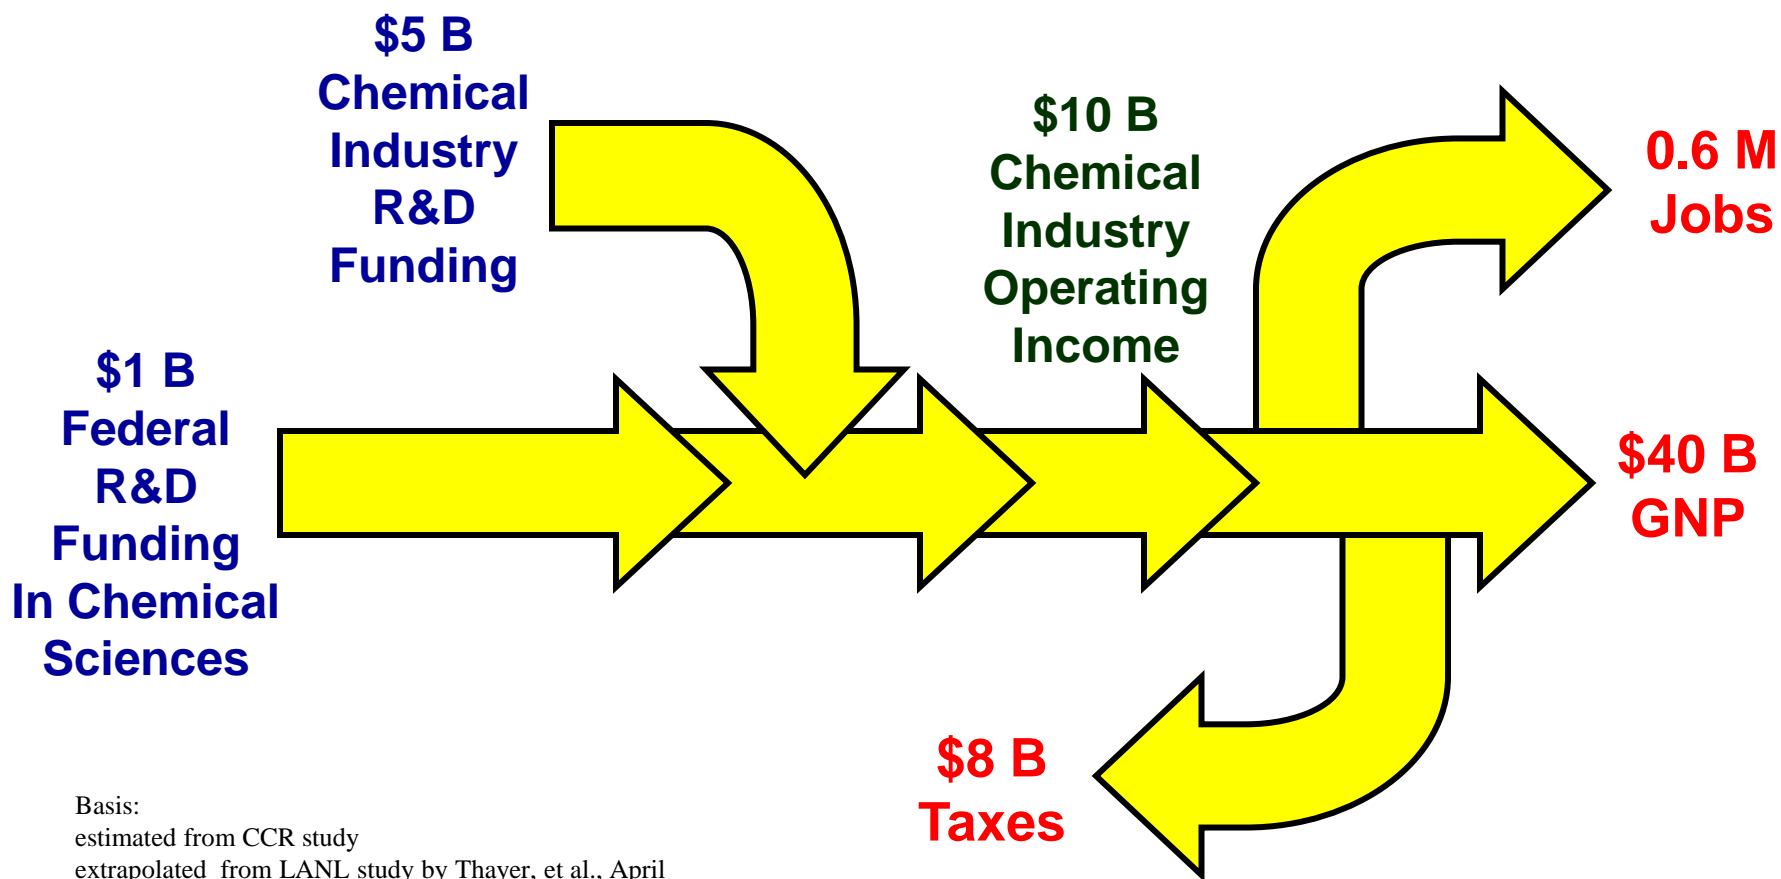 $5 B
Chemical
Industry
R&D
Funding
$10 B
Chemical
Industry
Operating
Income
0.6 M
Jobs
$1 B
Federal
R&D
Funding
In Chemical
Sciences
$40 B
GNP
$8 B
Taxes
Basis:
estimated from CCR study
extrapolated from LANL study by Thayer, et al., April